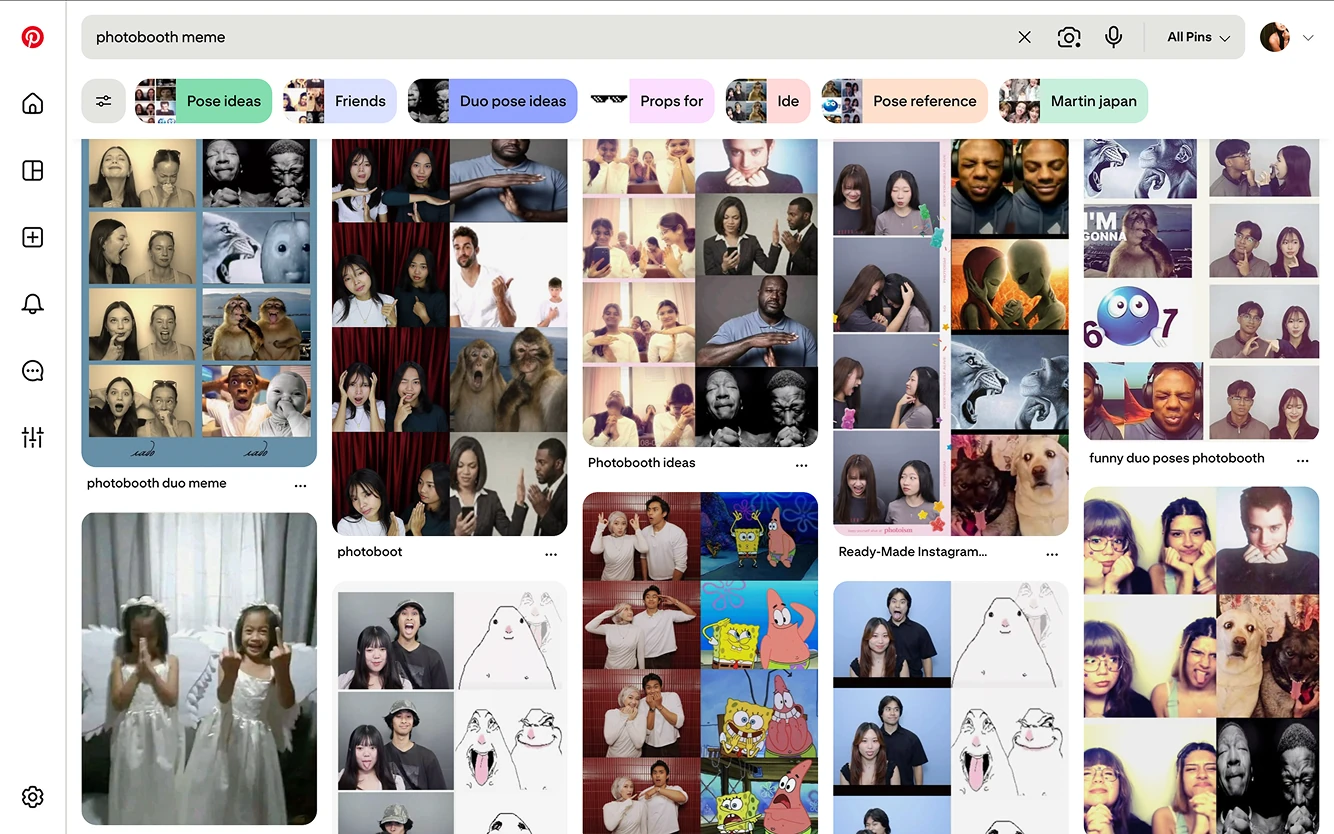 photobooth meme
All Pins
Pose ideas
Friends
Duo pose ideas
Props for
Ide
Pose reference
Martin japan
I'M
GONNA
6 7
photobooth duo meme
photoboot
Photobooth ideas
photoism
Ready-Made Instagram...
funny duo poses photobooth